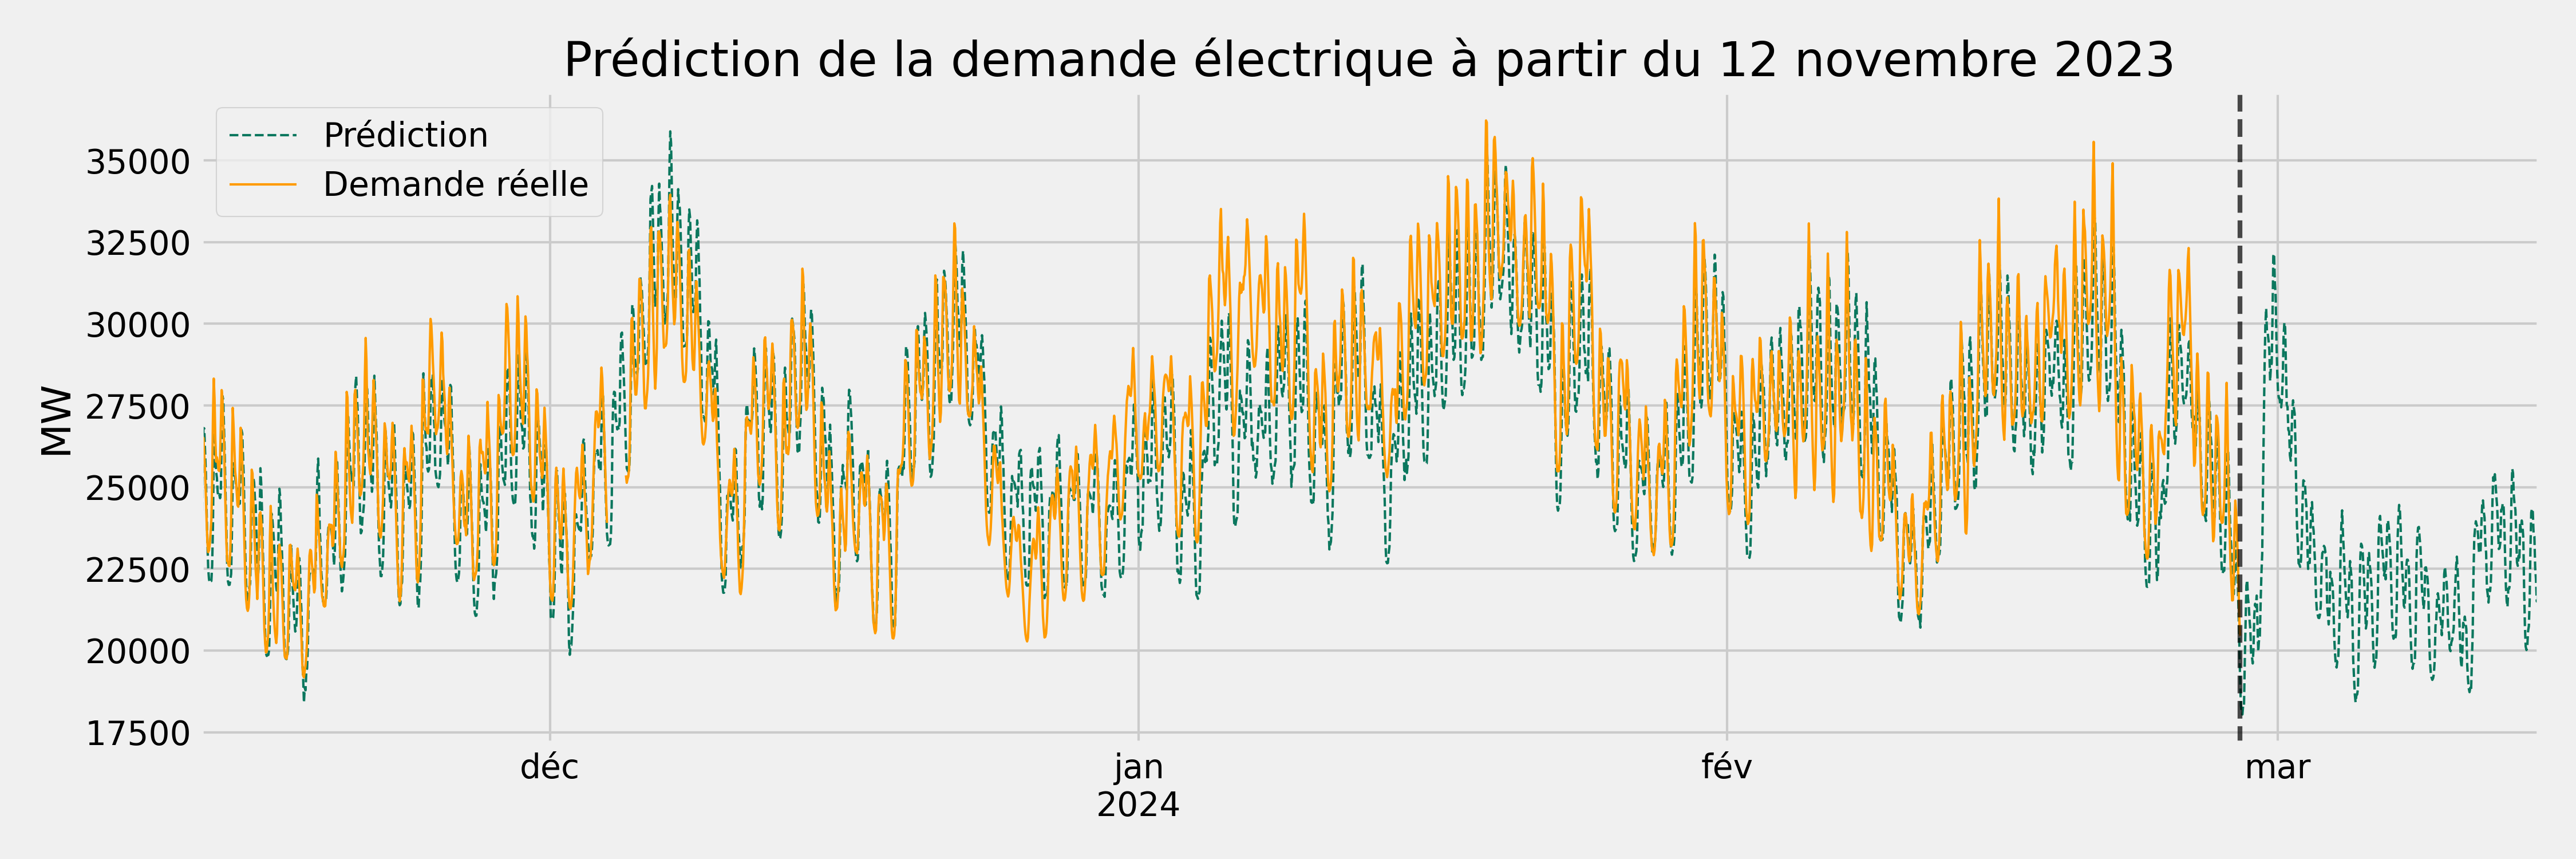 Prédiction de la demande électrique à partir du 12 novembre 2023
Prédiction
Demande réelle
MW
35000
32500
30000
27500
25000
22500
20000
17500
déc
jan
2024
fév
mar